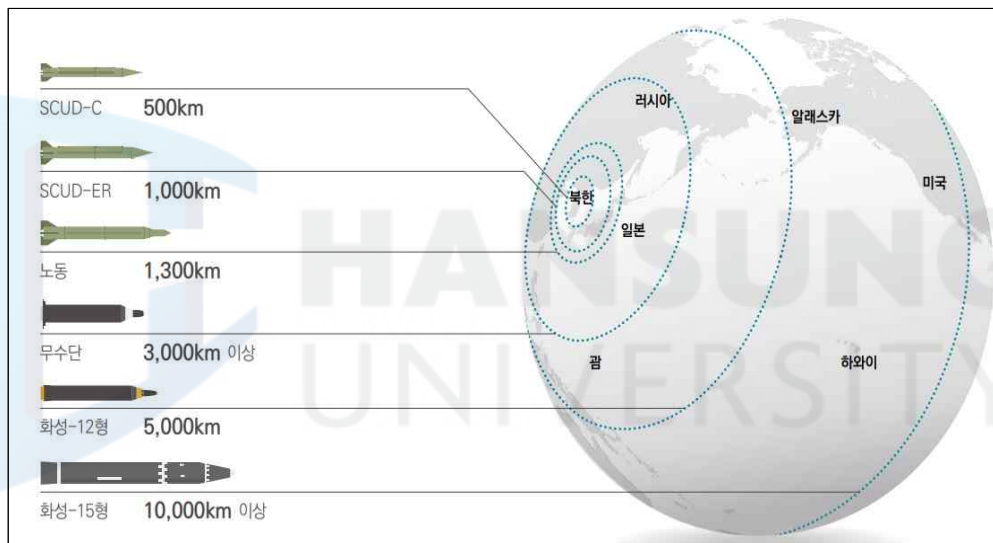 SCUD-C 500km
SCUD-ER 1,000km
노동 1,300km
무수단 3,000km 이상
화성-12형 5,000km
화성-15형 10,000km 이상
러시아
알래스카
미국
북한
일본
괌
하와이
HANSUNG
UNIVERSITY